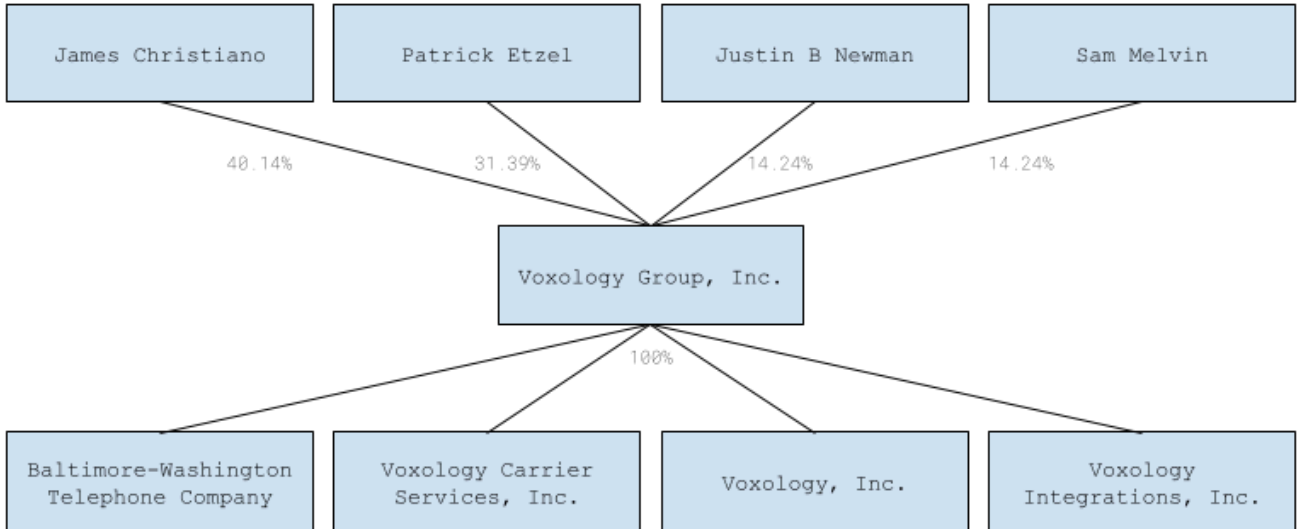 James Christiano
Patrick Etzel
Justin B Newman
Sam Melvin
40.14%
31.39%
14.24%
14.24%
Voxology Group, Inc.
100%
Baltimore-Washington
Telephone Company
Voxology Carrier
Services, Inc.
Voxology, Inc.
Voxology
Integrations, Inc.